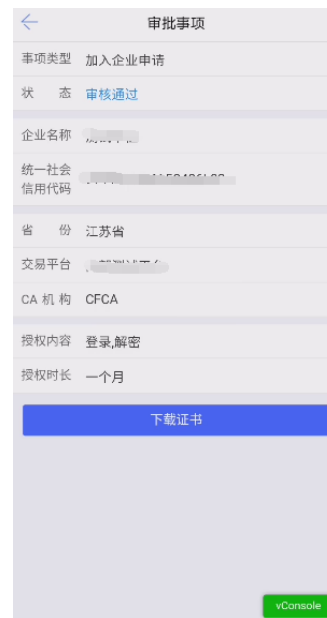 审批事项
事项类型 加入企业申请
状 态 审核通过
企业名称
统一社会
信用代码
省 份 江苏省
交易平台
CA 机 构 CFCA
授权内容 登录,解密
授权时长 一个月
下载证书
vConsole